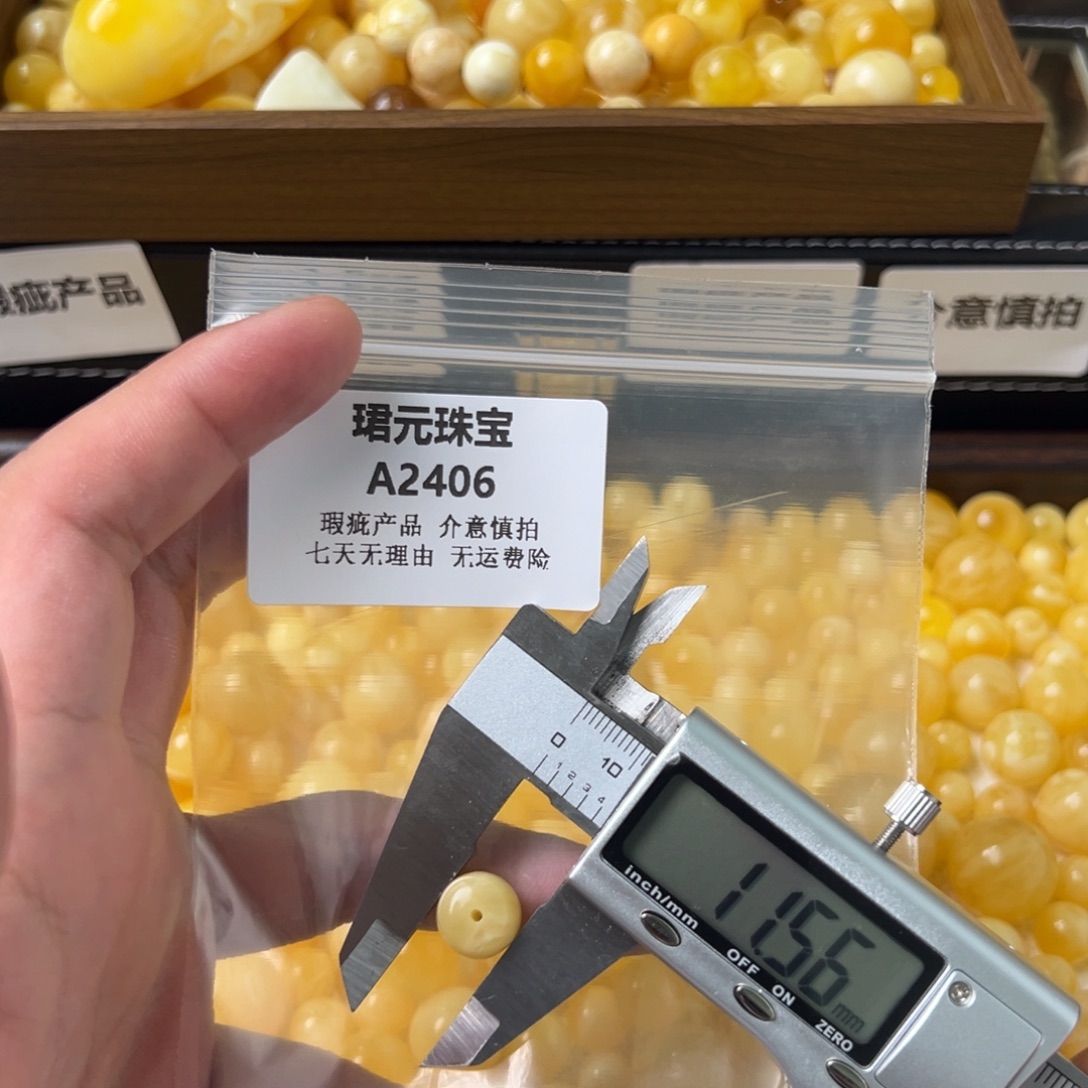 瑕疵产品
介意慎拍
珺元珠宝
A2406
瑕疵产品 介意慎拍
七天无理由 无运费险
0 10
1 2 3 4
11.56 mm
inch/mm
OFF ON
ZERO